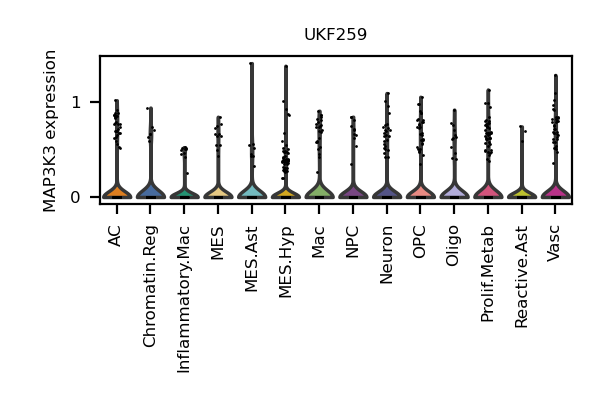 UKF259
MAP3K3 expression
1
0
AC
Chromatin.Reg
Inflammatory.Mac
MES
MES.Ast
MES.Hyp
Mac
NPC
Neuron
OPC
Oligo
Prolif.Metab
Reactive.Ast
Vasc